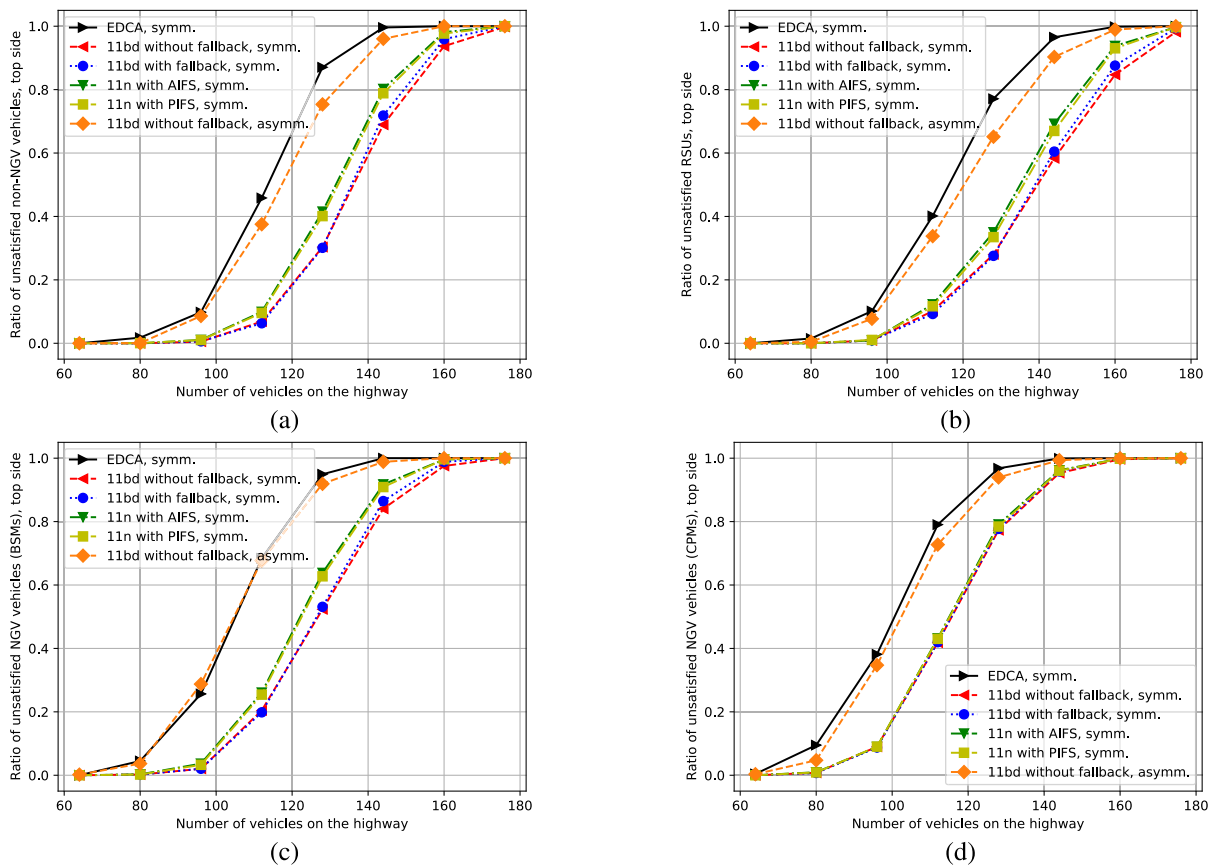 Ratio of unsatisfied non-NGV vehicles, top side
1.0
0.8
0.6
0.4
0.2
0.0
EDCA, symm.
11bd without fallback, symm.
11bd with fallback, symm.
11n with AIFS, symm.
11n with PIFS, symm.
11bd without fallback, asymm.
60 80 100 120 140 160 180
Number of vehicles on the highway
(a)
Ratio of unsatisfied RSUs, top side
1.0
0.8
0.6
0.4
0.2
0.0
EDCA, symm.
11bd without fallback, symm.
11bd with fallback, symm.
11n with AIFS, symm.
11n with PIFS, symm.
11bd without fallback, asymm.
60 80 100 120 140 160 180
Number of vehicles on the highway
(b)
Ratio of unsatisfied NGV vehicles (BSMs), top side
1.0
0.8
0.6
0.4
0.2
0.0
EDCA, symm.
11bd without fallback, symm.
11bd with fallback, symm.
11n with AIFS, symm.
11n with PIFS, symm.
11bd without fallback, asymm.
60 80 100 120 140 160 180
Number of vehicles on the highway
(c)
Ratio of unsatisfied NGV vehicles (CPMs), top side
1.0
0.8
0.6
0.4
0.2
0.0
EDCA, symm.
11bd without fallback, symm.
11bd with fallback, symm.
11n with AIFS, symm.
11n with PIFS, symm.
11bd without fallback, asymm.
60 80 100 120 140 160 180
Number of vehicles on the highway
(d)